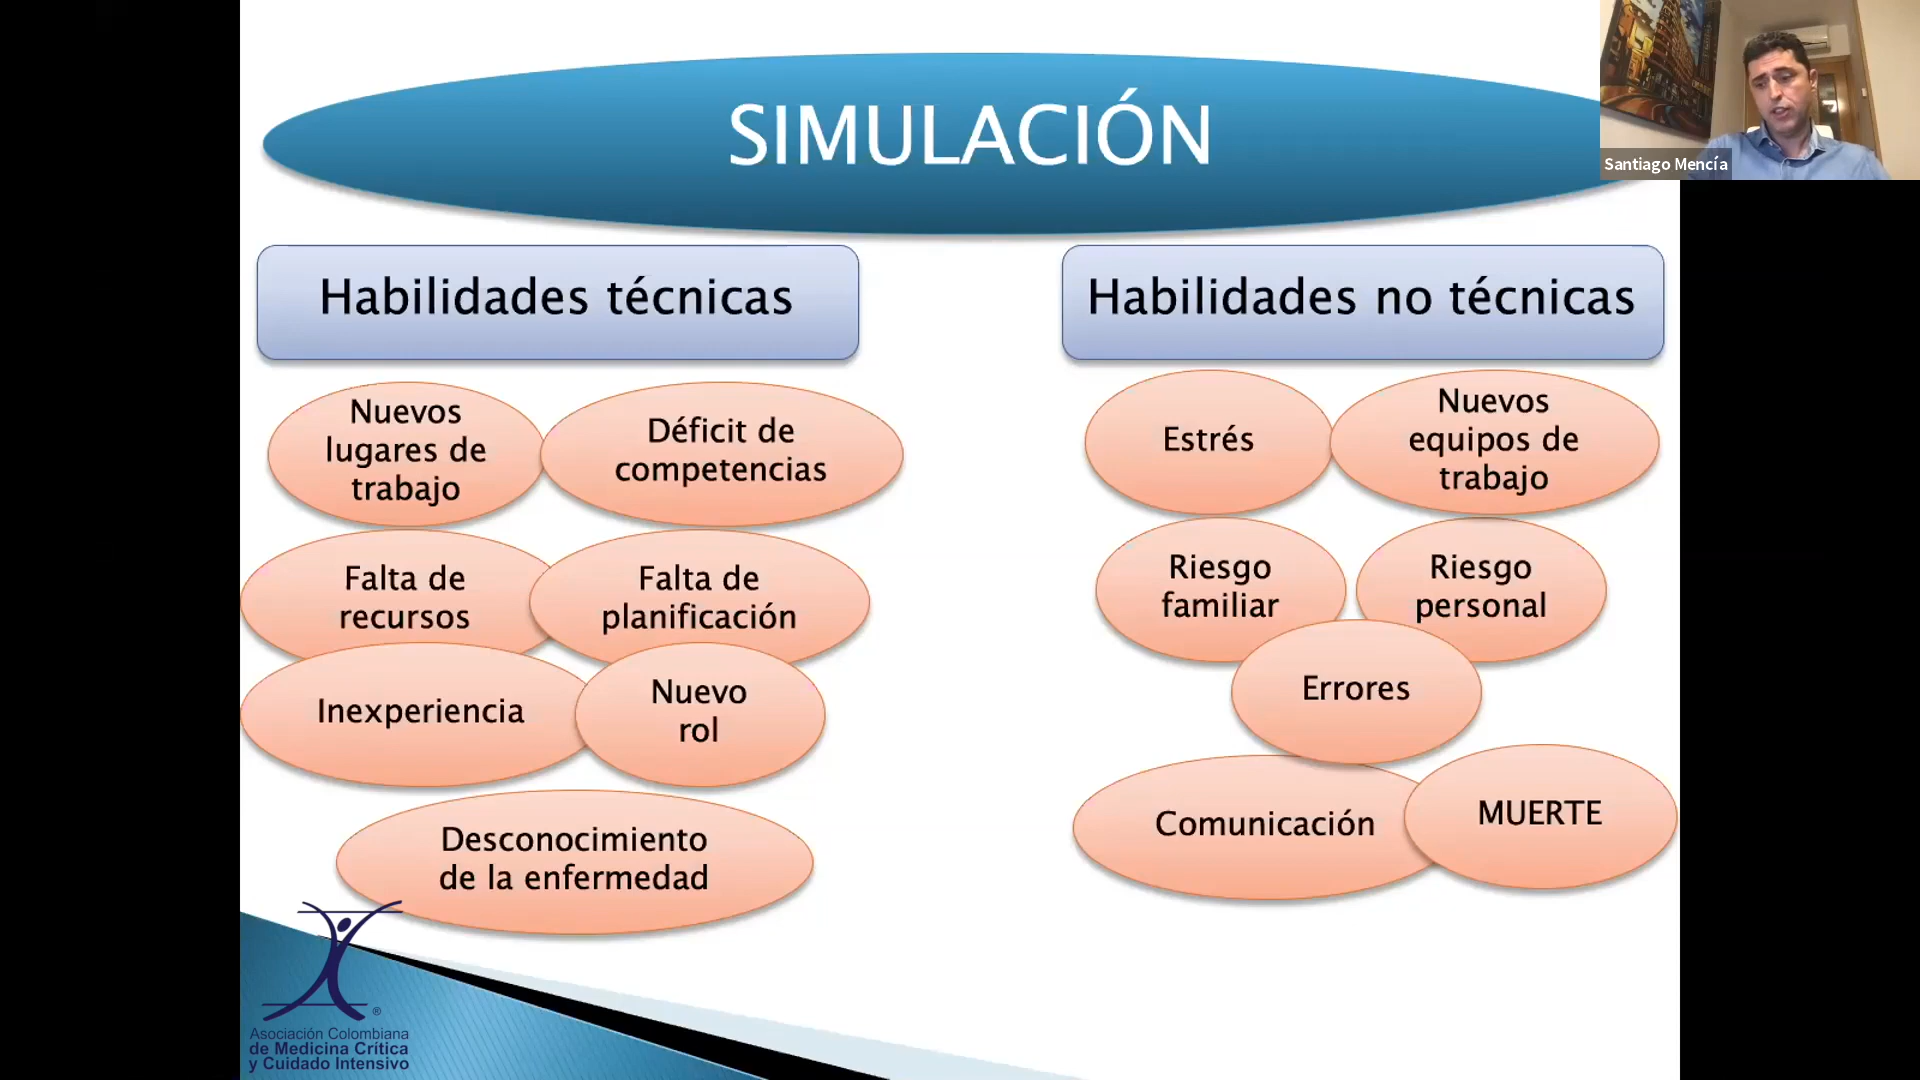 SIMULACIÓN
Santiago Mencía
Habilidades técnicas
Habilidades no técnicas
Nuevos
lugares de
trabajo
Déficit de
competencias
Falta de
recursos
Falta de
planificación
Inexperiencia
Nuevo
rol
Desconocimiento
de la enfermedad
Estrés
Nuevos
equipos de
trabajo
Riesgo
familiar
Riesgo
personal
Errores
Comunicación
MUERTE
®
Asociación Colombiana
de Medicina Crítica
y Cuidado Intensivo